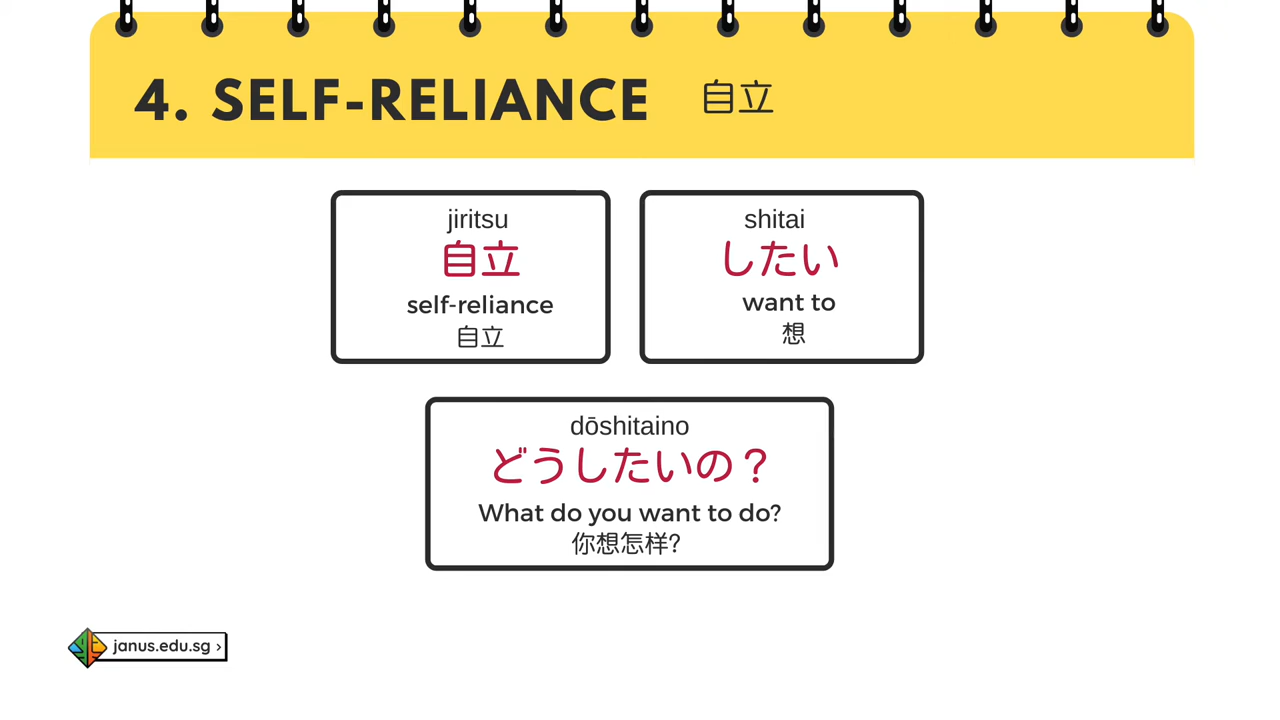 4. SELF-RELIANCE 自立
jiritsu
自立
self-reliance
自立
shitai
したい
want to
想
dōshitaino
どうしたいの？
What do you want to do?
你想怎样?
janus.edu.sg ›